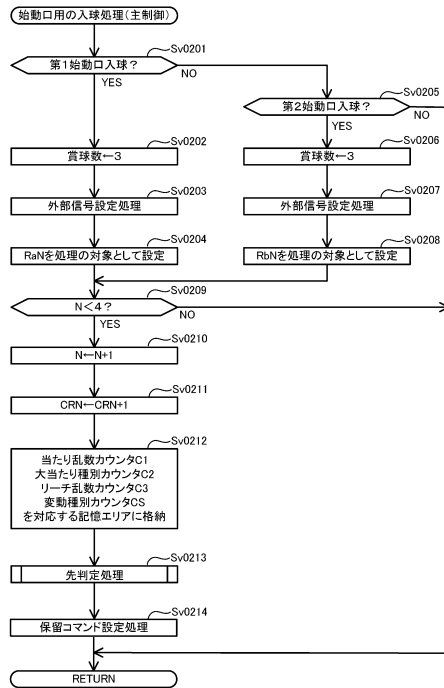 始動口用の入球処理(主制御)
Sv0201
第1始動口入球?
NO
YES
Sv0205
第2始動口入球?
NO
YES
Sv0202
賞球数←3
Sv0206
賞球数←3
Sv0203
外部信号設定処理
Sv0207
外部信号設定処理
Sv0204
RaNを処理の対象として設定
Sv0208
RbNを処理の対象として設定
Sv0209
N<4?
NO
YES
Sv0210
N←N+1
Sv0211
CRN←CRN+1
Sv0212
当たり乱数カウンタC1
大当たり種別カウンタC2
リーチ乱数カウンタC3
変動種別カウンタCS
を対応する記憶エリアに格納
Sv0213
先判定処理
Sv0214
保留コマンド設定処理
RETURN